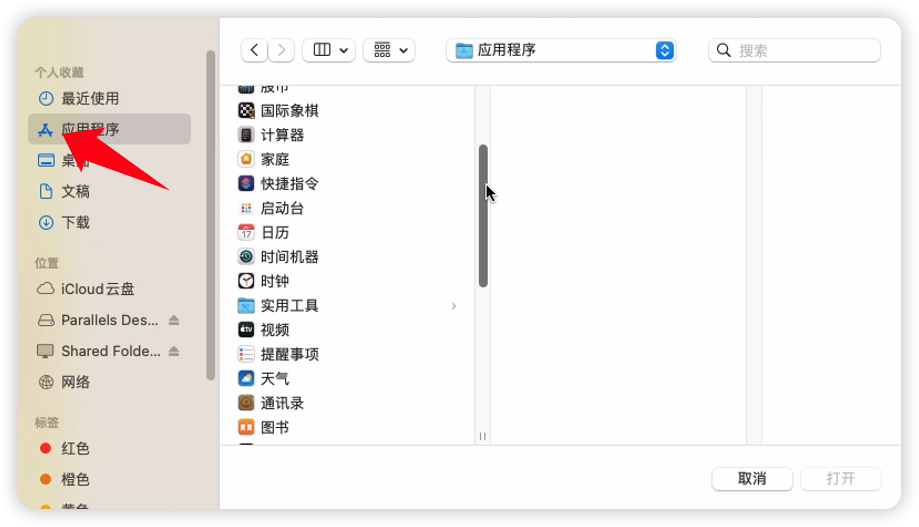 个人收藏
最近使用
应用程序
桌面
文稿
下载
位置
iCloud云盘
Parallels Des...
Shared Folde...
网络
标签
红色
橙色
黄色
应用程序
搜索
股市
国际象棋
计算器
家庭
快捷指令
启动台
17
日历
时间机器
时钟
实用工具
tv
视频
提醒事项
天气
通讯录
图书
取消
打开